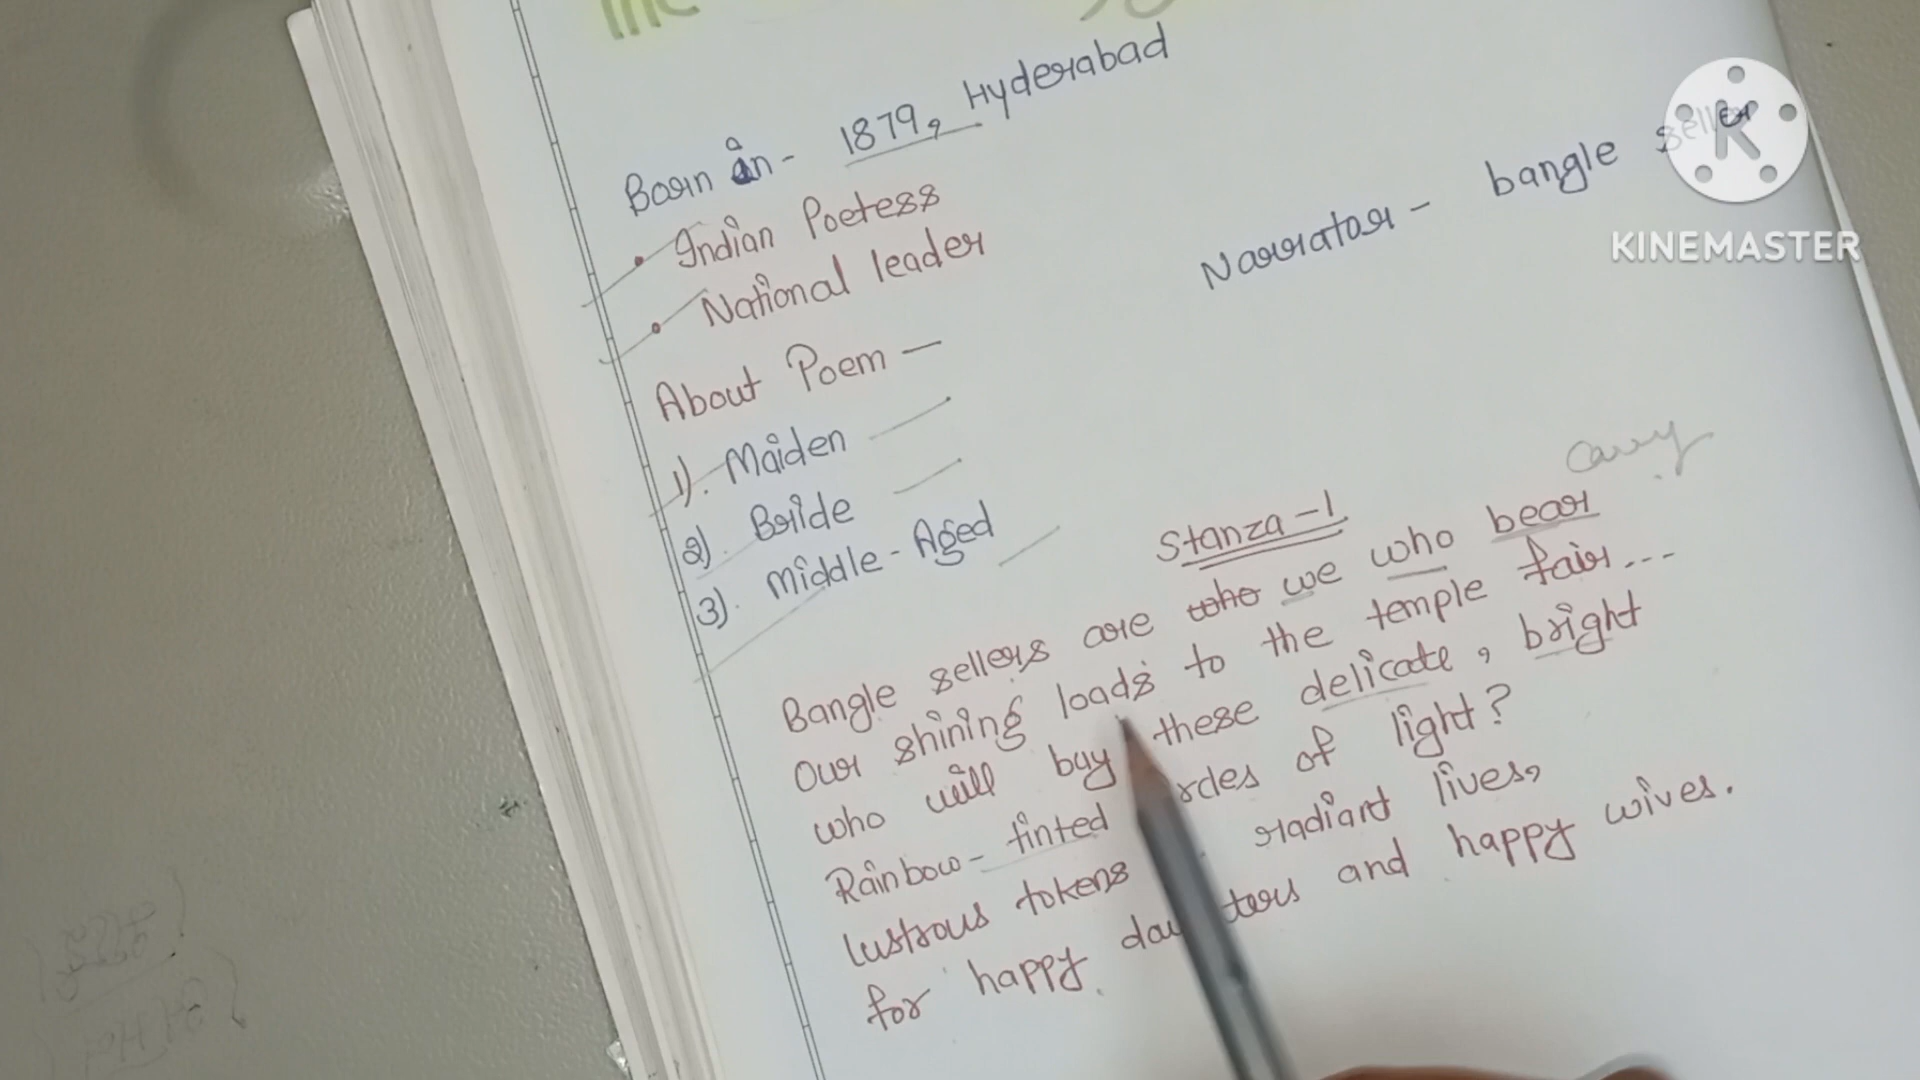 Born in - 1879, Hyderabad
• Indian Poetess
• National leader
Narrator - bangle seller
KINEMASTER
About Poem -
1). Maiden
2). Bride
3). Middle-Aged
Carry
Stanza-1
Bangle sellers are who we who bear
Our shining loads to the temple fair...
who will buy these delicate, bright
Rainbow-tinted of light?
lustrous tokens radiant lives,
for happy and happy wives.